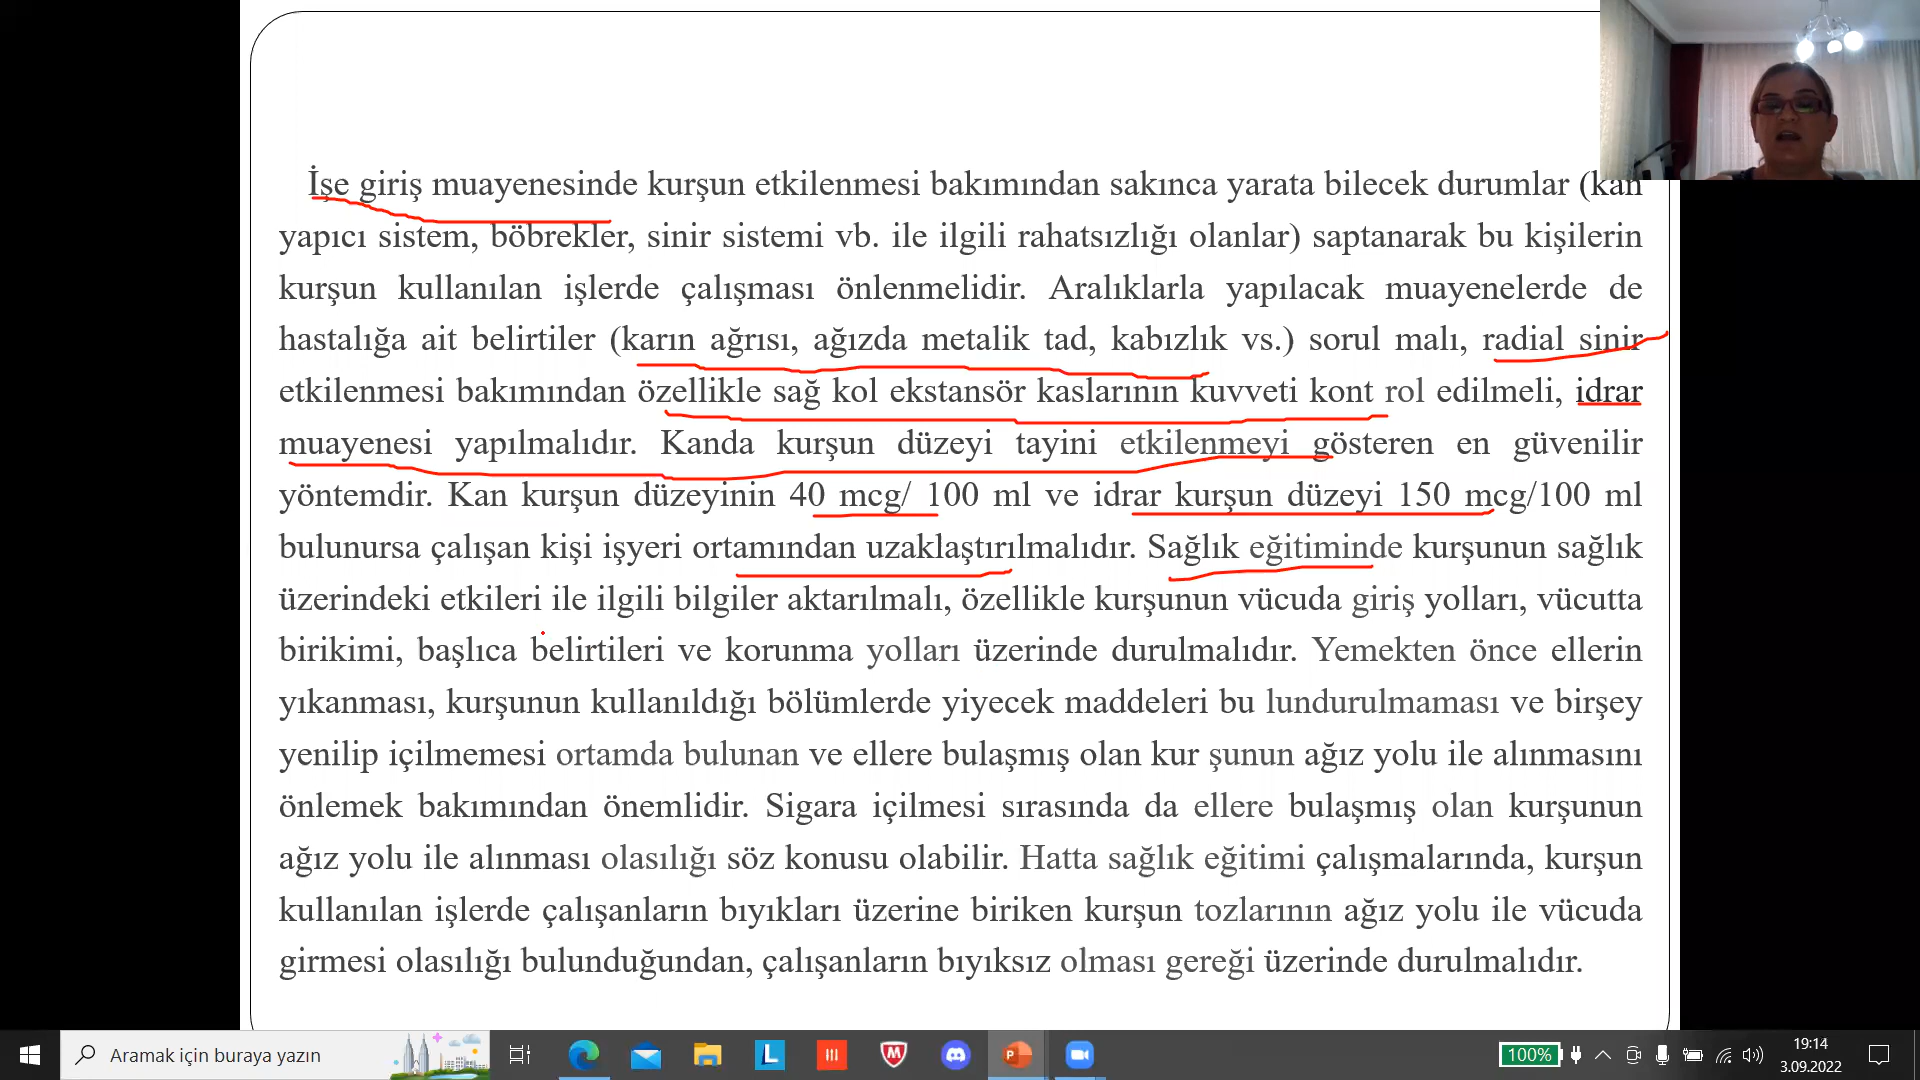 İşe giriş muayenesinde kurşun etkilenmesi bakımından sakınca yarata bilecek durumlar (kan
yapıcı sistem, böbrekler, sinir sistemi vb. ile ilgili rahatsızlığı olanlar) saptanarak bu kişilerin
kurşun kullanılan işlerde çalışması önlenmelidir. Aralıklarla yapılacak muayenelerde de
hastalığa ait belirtiler (karın ağrısı, ağızda metalik tad, kabızlık vs.) sorul malı, radial sinir
etkilenmesi bakımından özellikle sağ kol ekstansör kaslarının kuvveti kont rol edilmeli, idrar
muayenesi yapılmalıdır. Kanda kurşun düzeyi tayini etkilenmeyi gösteren en güvenilir
yöntemdir. Kan kurşun düzeyinin 40 mcg/ 100 ml ve idrar kurşun düzeyi 150 mcg/100 ml
bulunursa çalışan kişi işyeri ortamından uzaklaştırılmalıdır. Sağlık eğitiminde kurşunun sağlık
üzerindeki etkileri ile ilgili bilgiler aktarılmalı, özellikle kurşunun vücuda giriş yolları, vücutta
birikimi, başlıca belirtileri ve korunma yolları üzerinde durulmalıdır. Yemekten önce ellerin
yıkanması, kurşunun kullanıldığı bölümlerde yiyecek maddeleri bu lundurulmaması ve birşey
yenilip içilmemesi ortamda bulunan ve ellere bulaşmış olan kur şunun ağız yolu ile alınmasını
önlemek bakımından önemlidir. Sigara içilmesi sırasında da ellere bulaşmış olan kurşunun
ağız yolu ile alınması olasılığı söz konusu olabilir. Hatta sağlık eğitimi çalışmalarında, kurşun
kullanılan işlerde çalışanların bıyıkları üzerine biriken kurşun tozlarının ağız yolu ile vücuda
girmesi olasılığı bulunduğundan, çalışanların bıyıksız olması gereği üzerinde durulmalıdır.
Aramak için buraya yazın
L
P
100%
19:14
3.09.2022